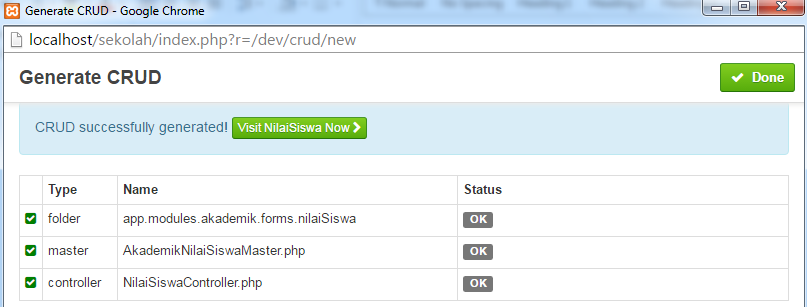 Generate CRUD - Google Chrome
localhost/sekolah/index.php?r=/dev/crud/new
Generate CRUD
Done
CRUD successfully generated! Visit NilaiSiswa Now
Type Name Status
folder app.modules.akademik.forms.nilaiSiswa OK
master AkademikNilaiSiswaMaster.php OK
controller NilaiSiswaController.php OK